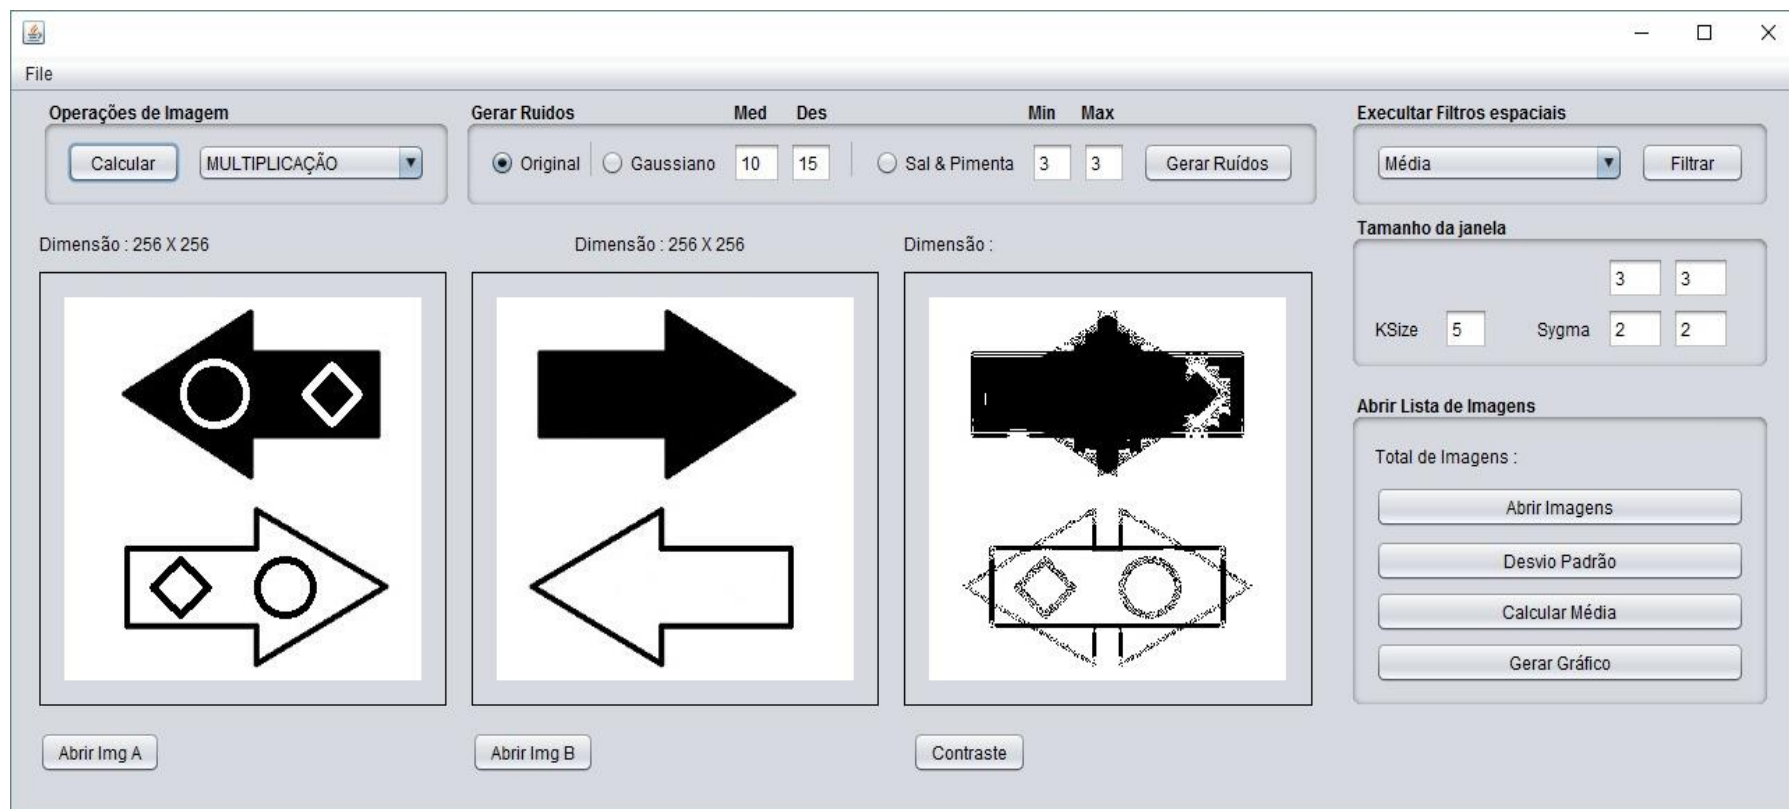 File
Operações de Imagem
Calcular MULTIPLICAÇÃO
Gerar Ruidos Med Des Min Max
Original Gaussiano 10 15 Sal & Pimenta 3 3 Gerar Ruídos
Execultar Filtros espaciais
Média Filtrar
Tamanho da janela
3 3
KSize 5 Sygma 2 2
Dimensão : 256 X 256
Dimensão : 256 X 256
Dimensão :
Abrir Lista de Imagens
Total de Imagens :
Abrir Imagens
Desvio Padrão
Calcular Média
Gerar Gráfico
Abrir Img A
Abrir Img B
Contraste